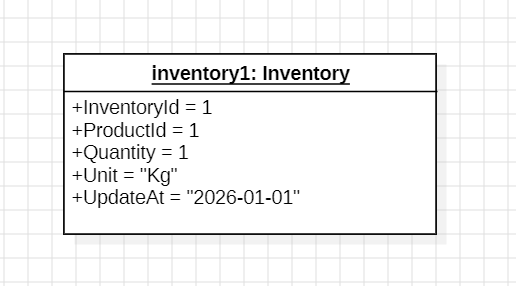 inventory1: Inventory
+InventoryId = 1
+ProductId = 1
+Quantity = 1
+Unit = "Kg"
+UpdateAt = "2026-01-01"